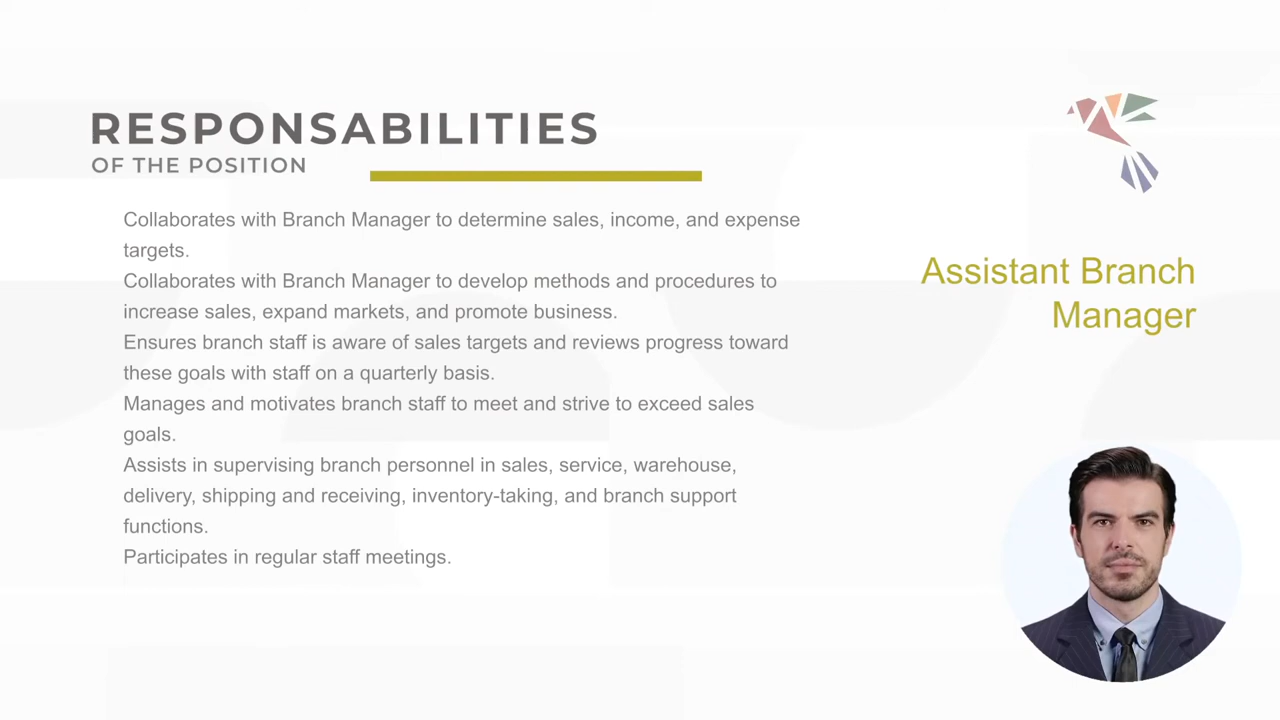 RESPONSABILITIES
OF THE POSITION
Collaborates with Branch Manager to determine sales, income, and expense
targets.
Collaborates with Branch Manager to develop methods and procedures to
increase sales, expand markets, and promote business.
Ensures branch staff is aware of sales targets and reviews progress toward
these goals with staff on a quarterly basis.
Manages and motivates branch staff to meet and strive to exceed sales
goals.
Assists in supervising branch personnel in sales, service, warehouse,
delivery, shipping and receiving, inventory-taking, and branch support
functions.
Participates in regular staff meetings.
Assistant Branch
Manager